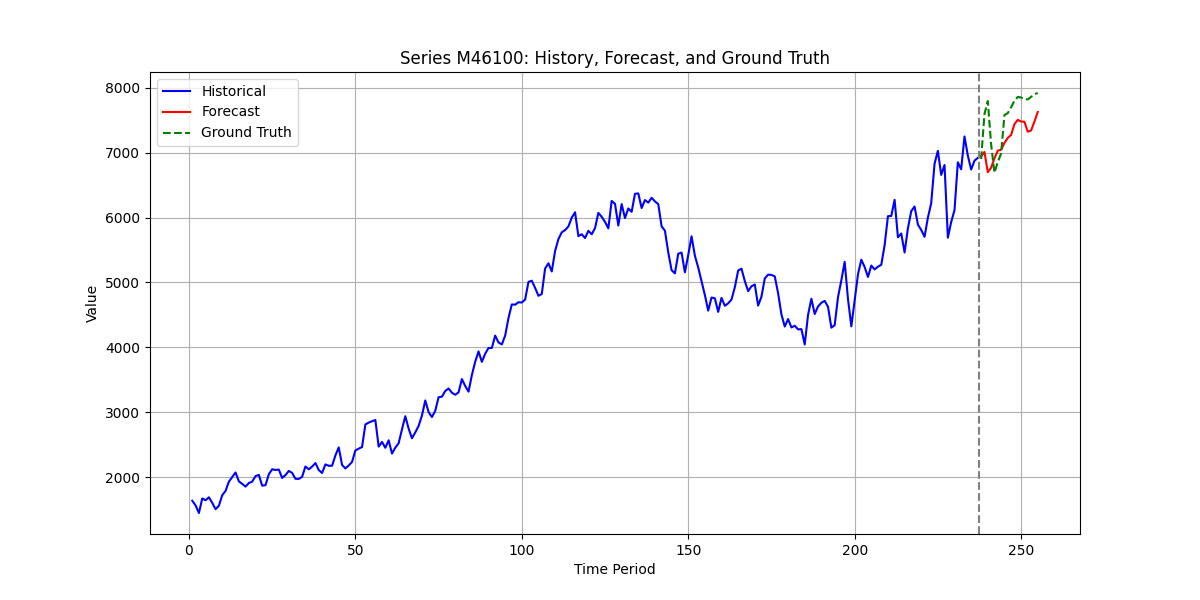 Series M46100: History, Forecast, and Ground Truth
Historical
Forecast
Ground Truth
8000
7000
6000
5000
4000
3000
2000
Value
0 50 100 150 200 250
Time Period